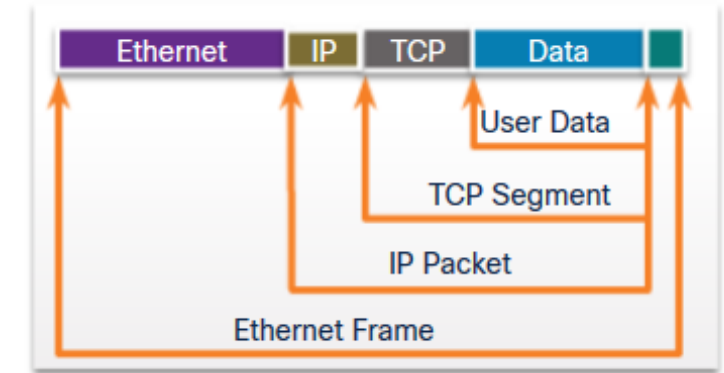 Ethernet IP TCP Data
User Data
TCP Segment
IP Packet
Ethernet Frame